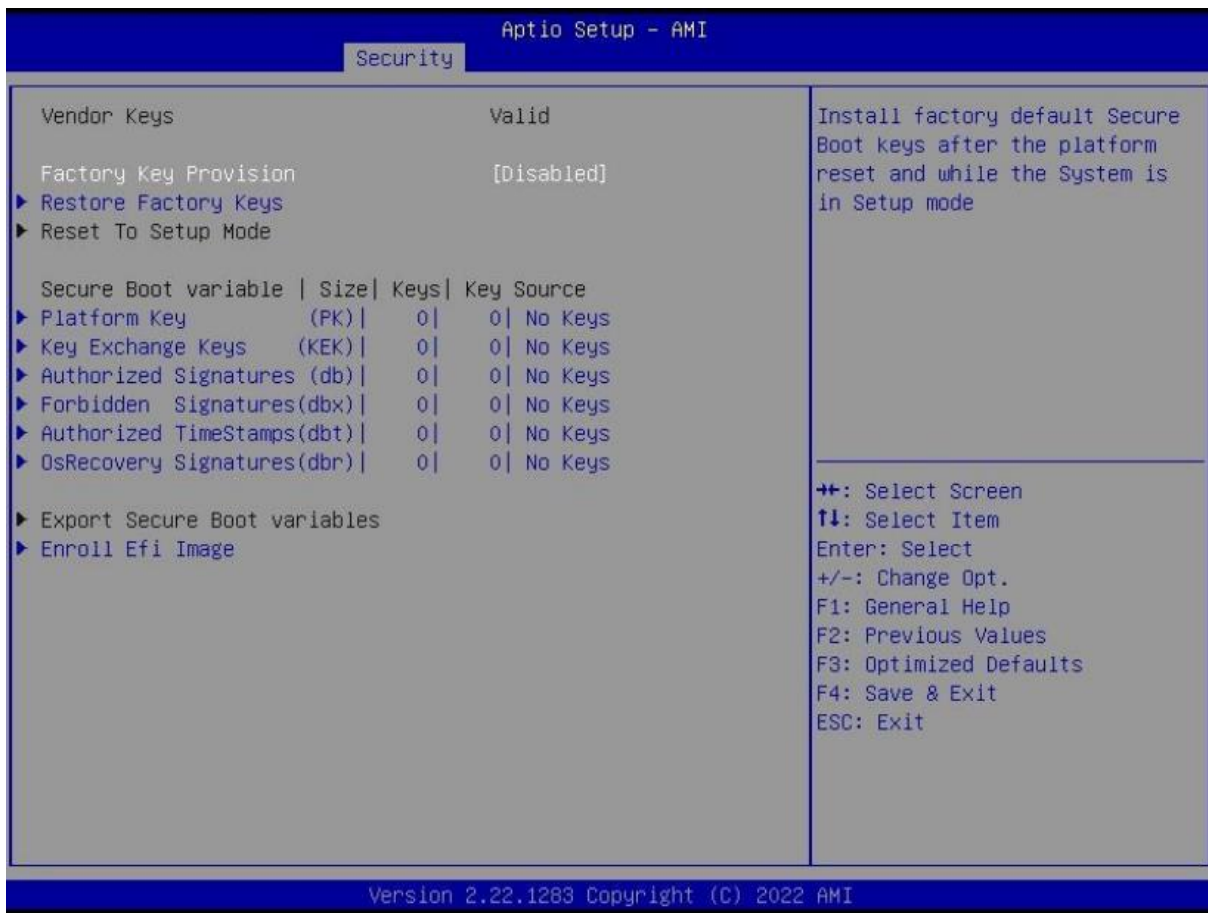 Aptio Setup - AMI
Security
Vendor Keys Valid
Factory Key Provision [Disabled]
▶ Restore Factory Keys
▶ Reset To Setup Mode
Secure Boot variable | Size| Keys| Key Source
▶ Platform Key (PK)| 0| 0| No Keys
▶ Key Exchange Keys (KEK)| 0| 0| No Keys
▶ Authorized Signatures (db)| 0| 0| No Keys
▶ Forbidden Signatures(dbx)| 0| 0| No Keys
▶ Authorized TimeStamps(dbt)| 0| 0| No Keys
▶ OsRecovery Signatures(dbr)| 0| 0| No Keys
▶ Export Secure Boot variables
▶ Enroll Efi Image
Install factory default Secure
Boot keys after the platform
reset and while the System is
in Setup mode
→←: Select Screen
↑↓: Select Item
Enter: Select
+/-: Change Opt.
F1: General Help
F2: Previous Values
F3: Optimized Defaults
F4: Save & Exit
ESC: Exit
Version 2.22.1283 Copyright (C) 2022 AMI